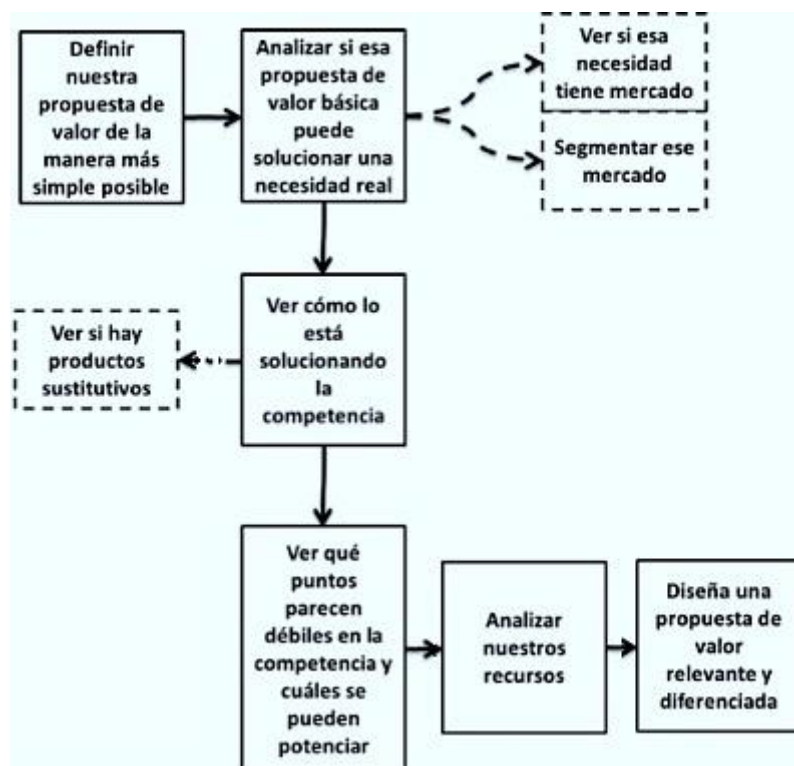 Definir
nuestra
propuesta de
valor de la
manera más
simple posible
Analizar si esa
propuesta de
valor básica
puede
solucionar una
necesidad real
Ver si esa
necesidad
tiene mercado
Segmentar ese
mercado
Ver cómo lo
está
solucionando
la
competencia
Ver si hay
productos
sustitutivos
Ver qué
puntos
parecen
débiles en la
competencia y
cuáles se
pueden
potenciar
Analizar
nuestros
recursos
Diseña una
propuesta de
valor
relevante y
diferenciada